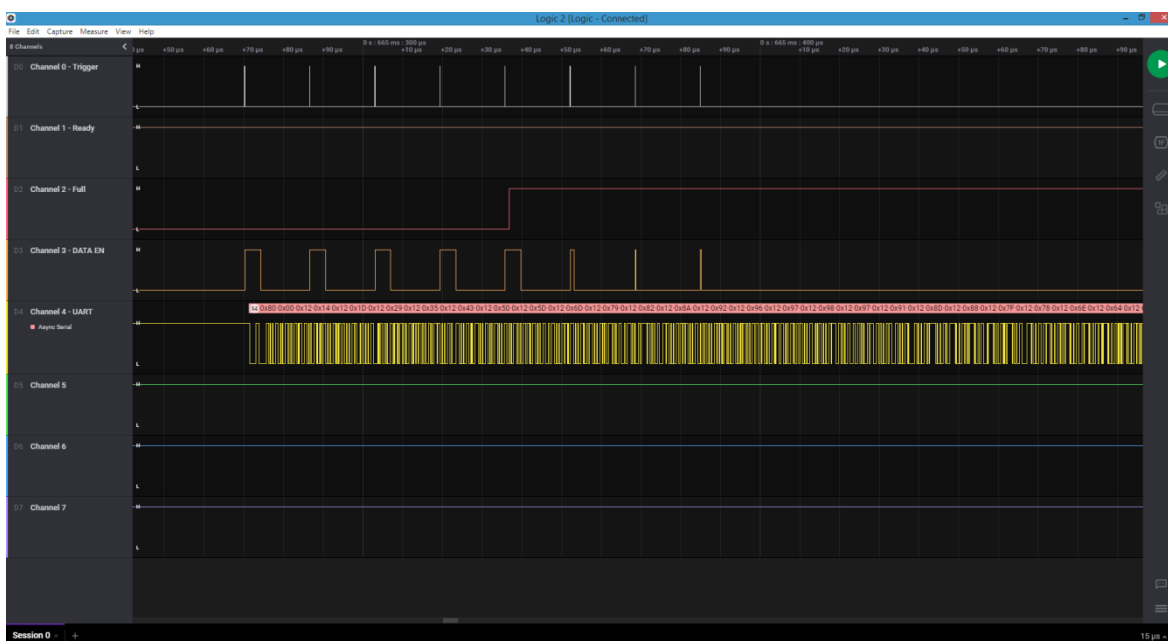 Logic 2 [Logic - Connected]
File Edit Capture Measure View Help
8 Channels
0 s : 665 ms : 300 µs
0 s : 665 ms : 400 µs
+50 µs +60 µs +70 µs +80 µs +90 µs +10 µs +20 µs +30 µs +40 µs +50 µs +60 µs +70 µs +80 µs +90 µs +10 µs +20 µs +30 µs +40 µs +50 µs +60 µs +70 µs +80 µs +90 µs
D0 Channel 0 - Trigger
H
L
D1 Channel 1 - Ready
H
L
D2 Channel 2 - Full
H
L
D3 Channel 3 - DATA EN
H
L
0x80 0x00 0x12 0x14 0x12 0x1D 0x12 0x29 0x12 0x35 0x12 0x43 0x12 0x50 0x12 0x5D 0x12 0x6D 0x12 0x79 0x12 0x82 0x12 0x8A 0x12 0x92 0x12 0x96 0x12 0x97 0x12 0x98 0x12 0x97 0x12 0x91 0x12 0x8D 0x12 0x88 0x12 0x7F 0x12 0x78 0x12 0x6E 0x12 0x64 0x12
D4 Channel 4 - UART
Async Serial
H
L
D5 Channel 5
H
L
D6 Channel 6
H
L
D7 Channel 7
H
L
Session 0
15 µs